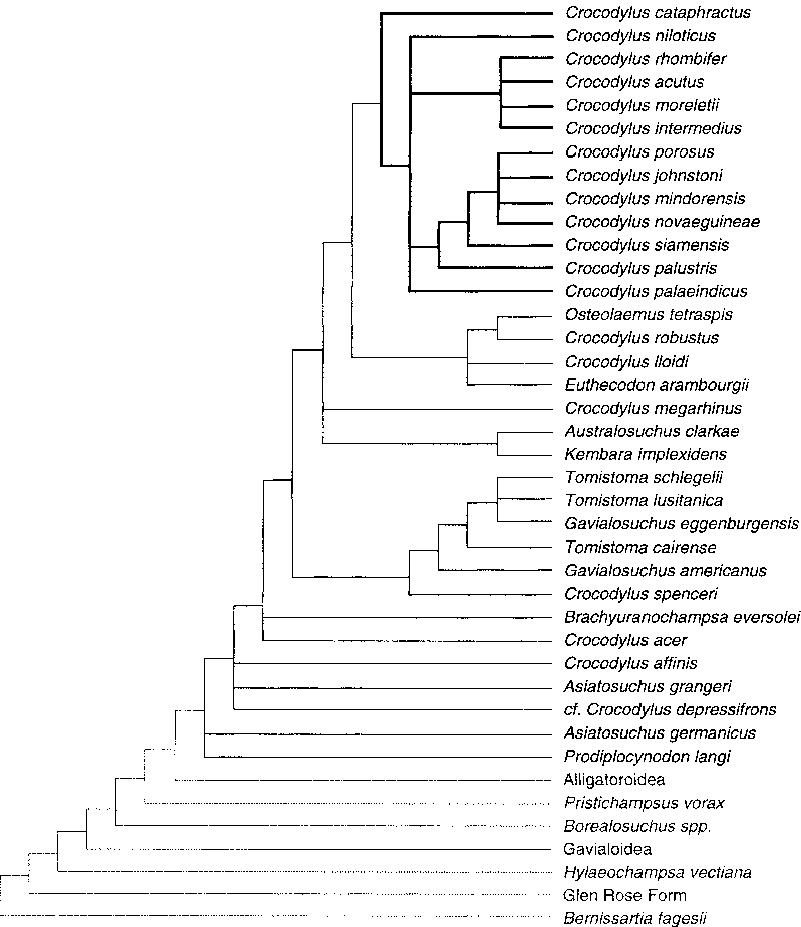 Crocodylus cataphractus
Crocodylus niloticus
Crocodylus rhombifer
Crocodylus acutus
Crocodylus moreletii
Crocodylus intermedius
Crocodylus porosus
Crocodylus johnstoni
Crocodylus mindorensis
Crocodylus novaeguineae
Crocodylus siamensis
Crocodylus palustris
Crocodylus palaeindicus
Osteolaemus tetraspis
Crocodylus robustus
Crocodylus lloidi
Euthecodon arambourgii
Crocodylus megarhinus
Australosuchus clarkae
Kambara implexidens
Tomistoma schlegelii
Tomistoma lusitanica
Gavialosuchus eggenburgensis
Tomistoma cairense
Gavialosuchus americanus
Crocodylus spenceri
Brachyuranochampsa eversolei
Crocodylus acer
Crocodylus affinis
Asiatosuchus grangeri
cf. Crocodylus depressifrons
Asiatosuchus germanicus
Prodiplocynodon langi
Alligatoroidea
Pristichampsus vorax
Borealosuchus spp.
Gavialoidea
Hylaeochampsa vectiana
Glen Rose Form
Bernissartia fagesii